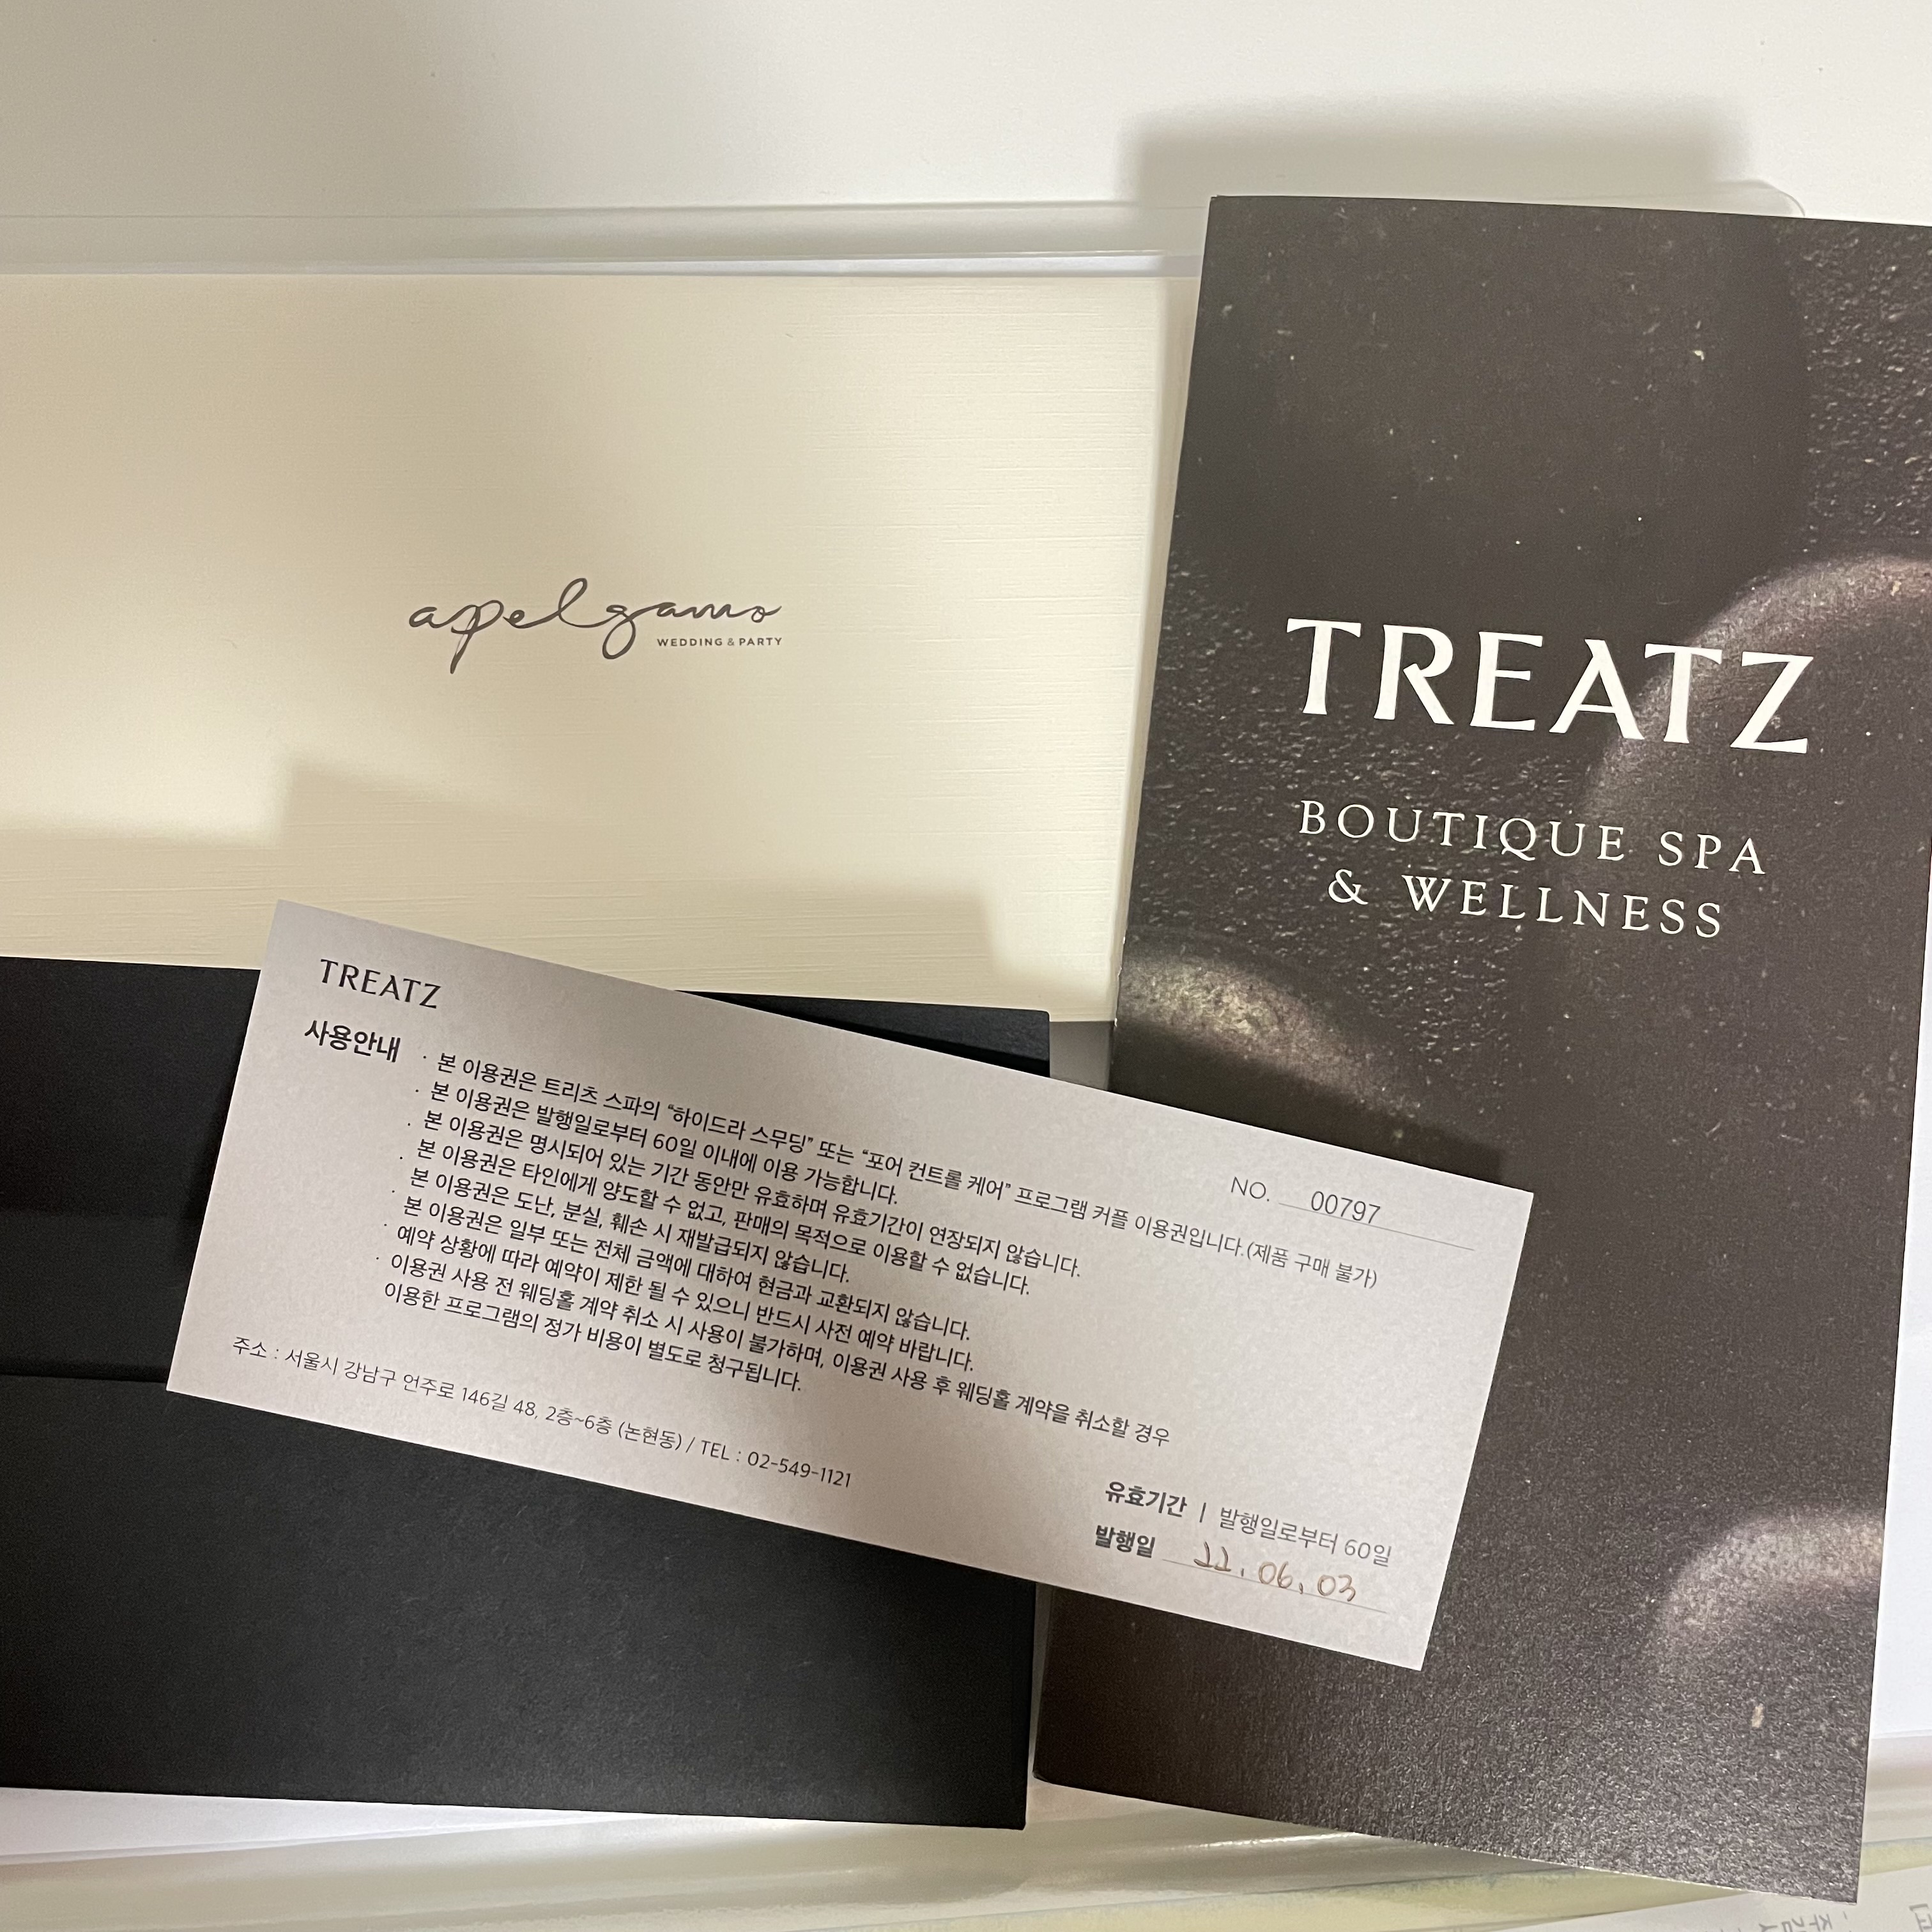 apelgamo
WEDDING & PARTY
TREATZ
BOUTIQUE SPA
& WELLNESS
TREATZ
NO. 00797
사용안내
· 본 이용권은 트리츠 스파의 “하이드라 스무딩” 또는 “포어 컨트롤 케어” 프로그램 커플 이용권입니다.(제품 구매 불가)
· 본 이용권은 발행일로부터 60일 이내에 이용 가능합니다.
· 본 이용권은 명시되어 있는 기간 동안만 유효하며 유효기간이 연장되지 않습니다.
· 본 이용권은 타인에게 양도할 수 없고, 판매의 목적으로 이용할 수 없습니다.
· 본 이용권은 도난, 분실, 훼손 시 재발급되지 않습니다.
· 본 이용권은 일부 또는 전체 금액에 대하여 현금과 교환되지 않습니다.
· 예약 상황에 따라 예약이 제한 될 수 있으니 반드시 사전 예약 바랍니다.
· 이용권 사용 전 웨딩홀 계약 취소 시 사용이 불가하며, 이용권 사용 후 웨딩홀 계약을 취소할 경우
이용한 프로그램의 정가 비용이 별도로 청구됩니다.
주소 : 서울시 강남구 언주로 146길 48, 2층~6층 (논현동) / TEL : 02-549-1121
유효기간 | 발행일로부터 60일
발행일 22.06.03